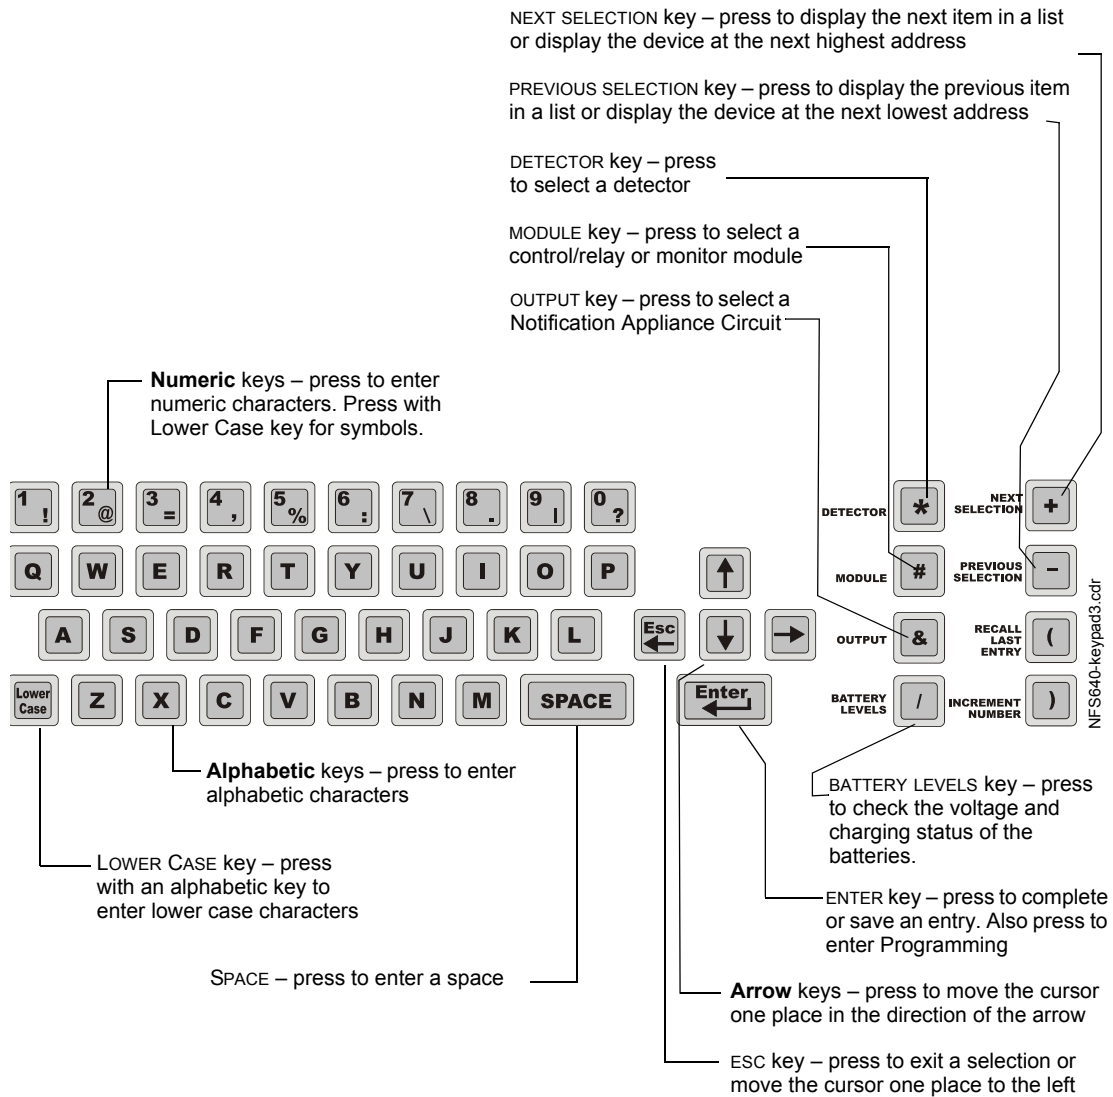 NEXT SELECTION key – press to display the next item in a list
or display the device at the next highest address
PREVIOUS SELECTION key – press to display the previous item
in a list or display the device at the next lowest address
DETECTOR key – press
to select a detector
MODULE key – press to select a
control/relay or monitor module
OUTPUT key – press to select a
Notification Appliance Circuit
Numeric keys – press to enter
numeric characters. Press with
Lower Case key for symbols.
1 ! 2 @ 3 = 4 , 5 % 6 : 7 \ 8 . 9 | 0 ?
DETECTOR *
NEXT
SELECTION +
Q W E R T Y U I O P
↑
MODULE #
PREVIOUS
SELECTION –
A S D F G H J K L
Esc
← ↓ →
OUTPUT &
RECALL
LAST
ENTRY (
Lower
Case Z X C V B N M SPACE
Enter
BATTERY
LEVELS /
INCREMENT
NUMBER )
NFS640-keypad3.cdr
Alphabetic keys – press to enter
alphabetic characters
BATTERY LEVELS key – press
to check the voltage and
charging status of the
batteries.
LOWER CASE key – press
with an alphabetic key to
enter lower case characters
ENTER key – press to complete
or save an entry. Also press to
enter Programming
SPACE – press to enter a space
Arrow keys – press to move the cursor
one place in the direction of the arrow
ESC key – press to exit a selection or
move the cursor one place to the left